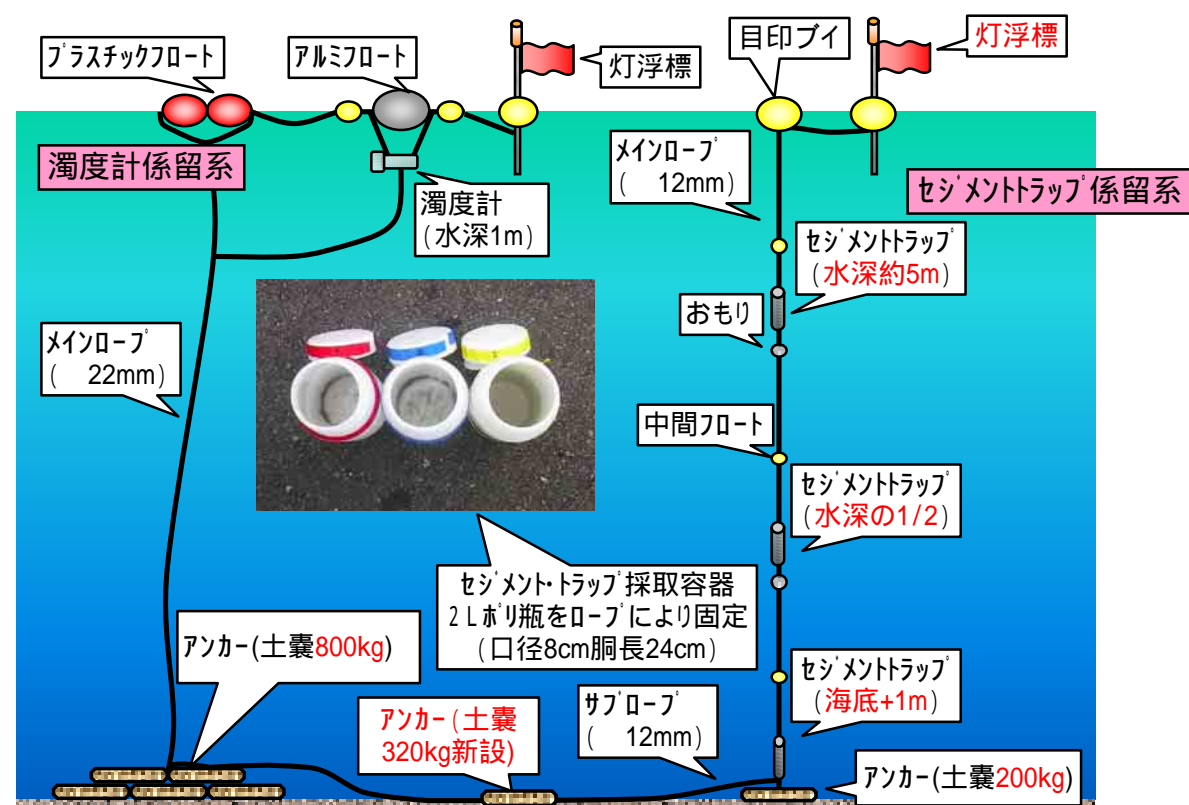 プラスチックフロート
アルミフロート
灯浮標
目印ブイ
灯浮標
濁度計係留系
濁度計
(水深1m)
メインロープ
( 12mm)
セジメントトラップ係留系
セジメントトラップ
(水深約5m)
おもり
メインロープ
( 22mm)
中間フロート
セジメントトラップ
(水深の1/2)
セジメント・トラップ採取容器
2Lポリ瓶をロープにより固定
(口径8cm胴長24cm)
アンカー(土嚢800kg)
アンカー(土嚢
320kg新設)
サブロープ
( 12mm)
セジメントトラップ
(海底+1m)
アンカー(土嚢200kg)